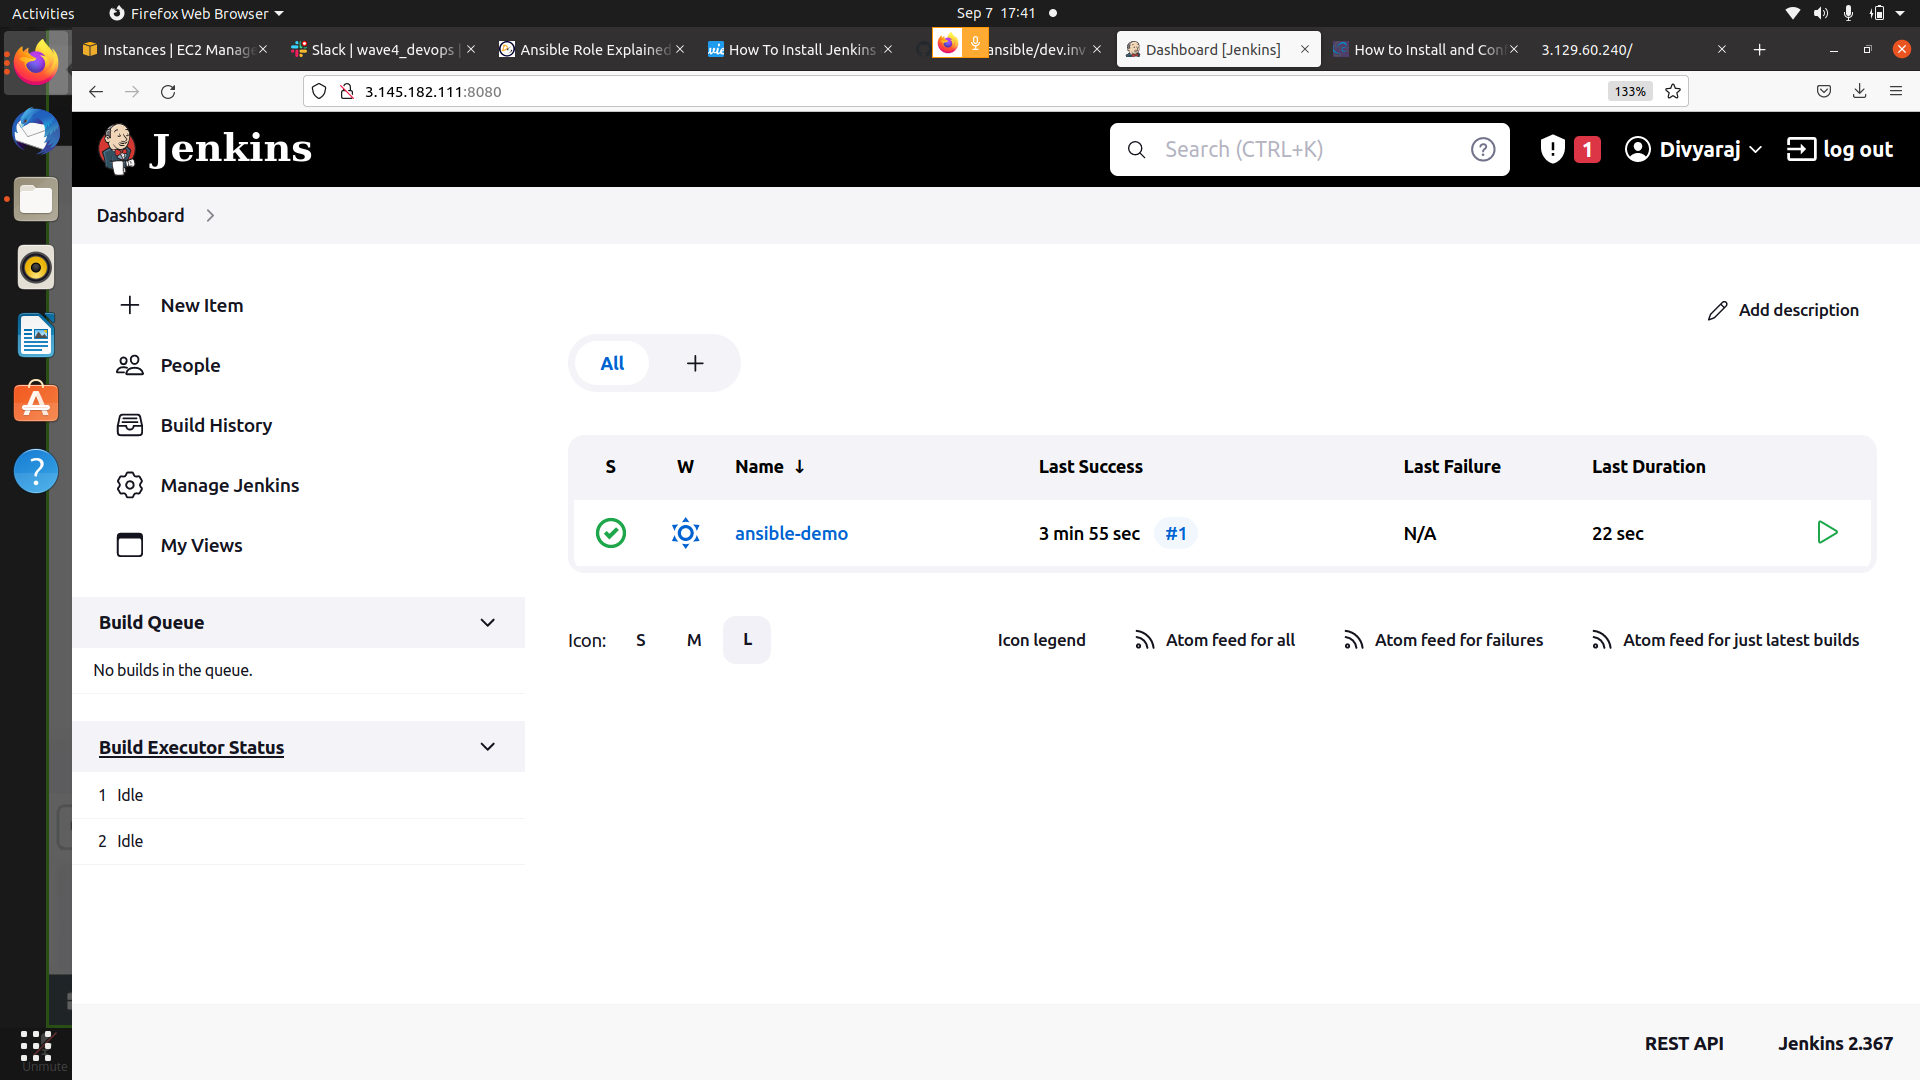 Activities
Firefox Web Browser
Sep 7 17:41
Instances | EC2 Manage
Slack | wave4_devops |
Ansible Role Explained
How To Install Jenkins
ansible/dev.inv
Dashboard [Jenkins]
How to Install and Con
3.129.60.240/
3.145.182.111:8080
133%
Jenkins
Search (CTRL+K)
1
Divyaraj
log out
Dashboard
New Item
People
Build History
Manage Jenkins
My Views
Build Queue
No builds in the queue.
Build Executor Status
1 Idle
2 Idle
Add description
All +
S W Name ↓ Last Success Last Failure Last Duration
ansible-demo 3 min 55 sec #1 N/A 22 sec
Icon: S M L
Icon legend
Atom feed for all
Atom feed for failures
Atom feed for just latest builds
Unmute
REST API
Jenkins 2.367